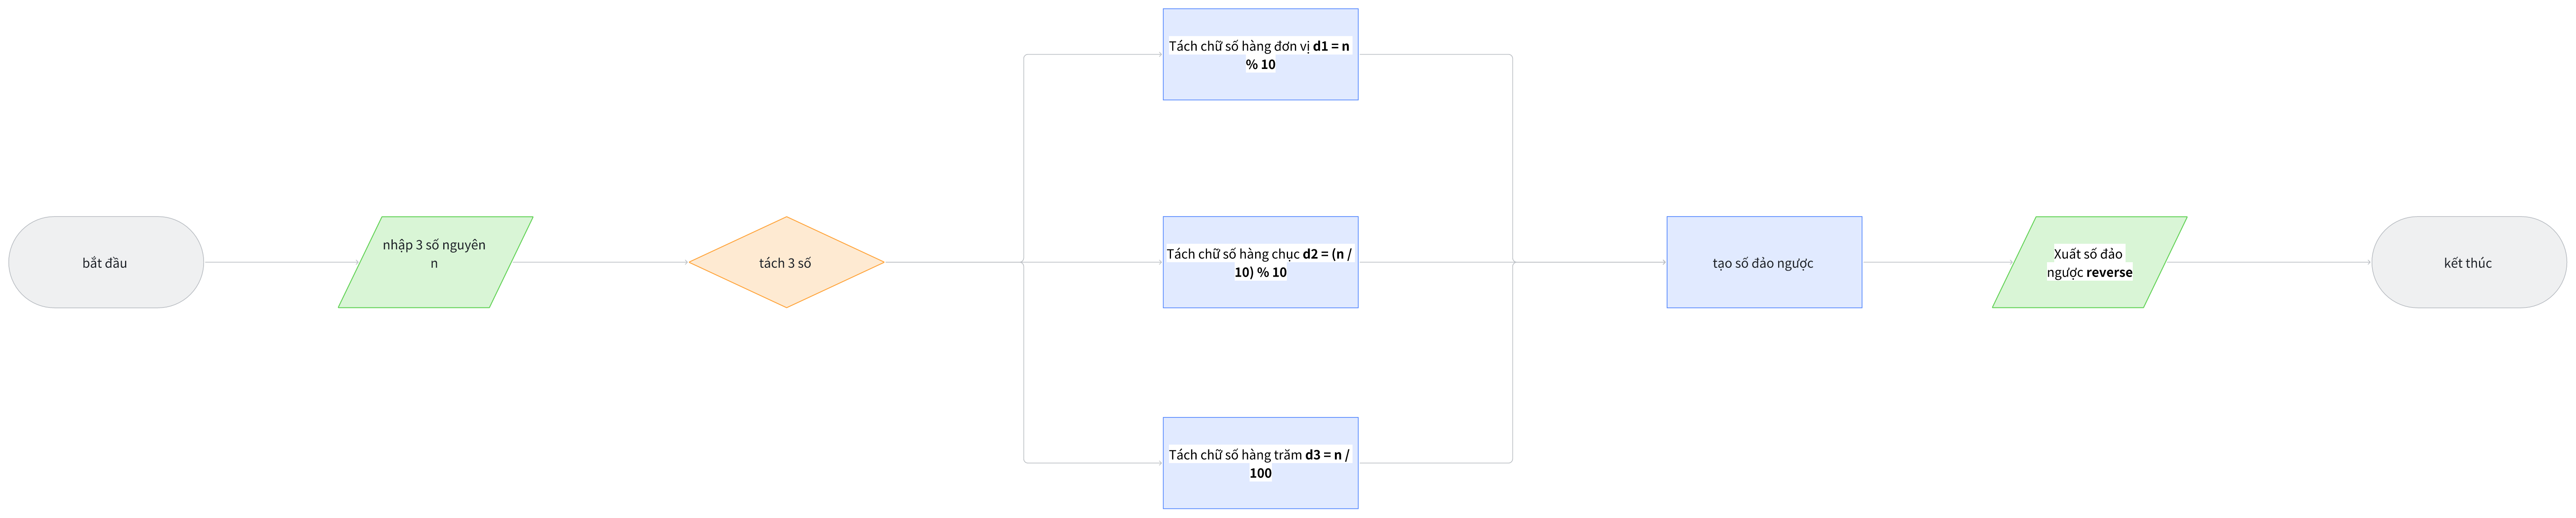 bắt đầu
nhập 3 số nguyên
n
tách 3 số
Tách chữ số hàng đơn vị d1 = n
% 10
Tách chữ số hàng chục d2 = (n /
10) % 10
Tách chữ số hàng trăm d3 = n /
100
tạo số đảo ngược
Xuất số đảo
ngược reverse
kết thúc